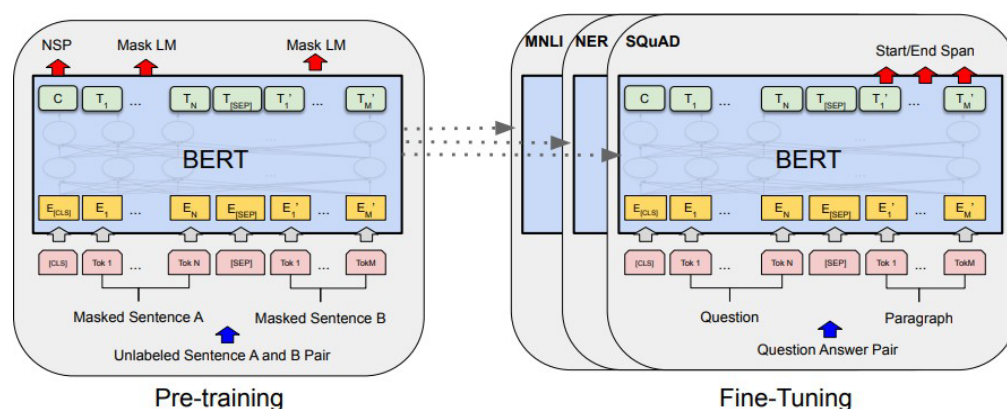 NSP Mask LM Mask LM
C T1 ... TN T[SEP] T1' ... TM'
BERT
E[CLS] E1 ... EN E[SEP] E1' ... EM'
[CLS] Tok 1 ... Tok N [SEP] Tok 1 ... TokM
Masked Sentence A Masked Sentence B
Unlabeled Sentence A and B Pair
Pre-training
MNLI NER SQuAD
Start/End Span
C T1 ... TN T[SEP] T1' ... TM'
BERT
E[CLS] E1 ... EN E[SEP] E1' ... EM'
[CLS] Tok 1 ... Tok N [SEP] Tok 1 ... TokM
Question Paragraph
Question Answer Pair
Fine-Tuning